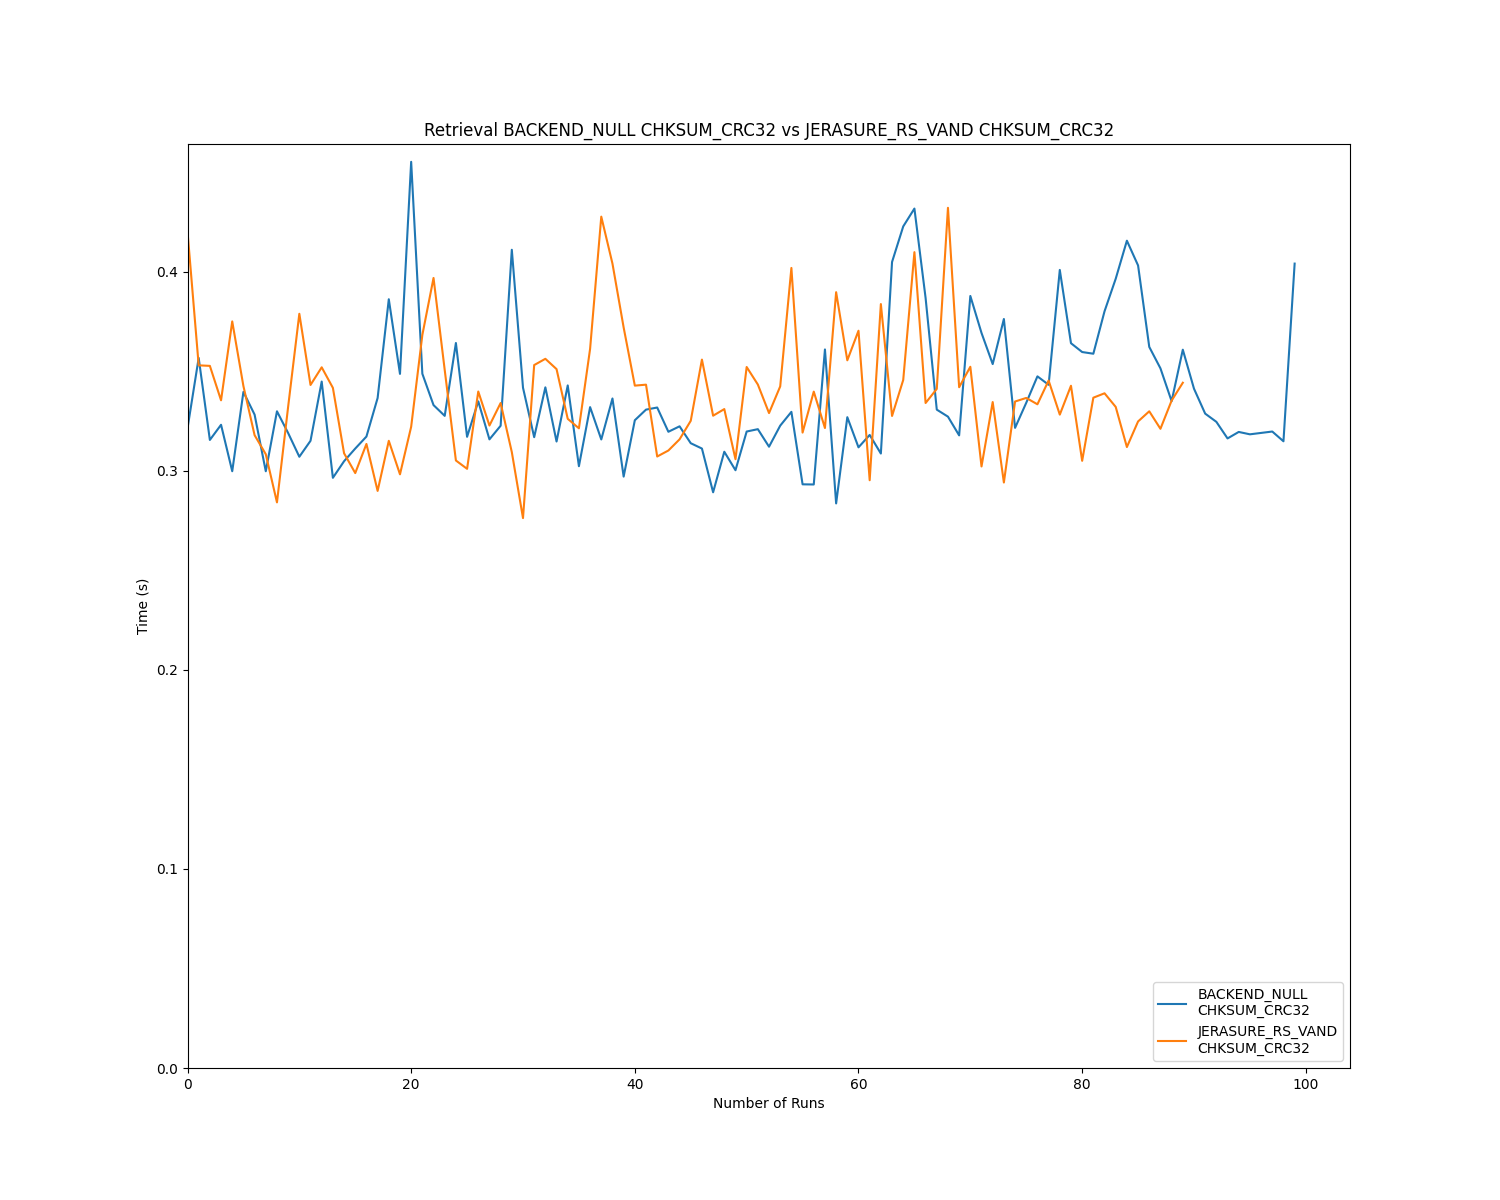 Retrieval BACKEND_NULL CHKSUM_CRC32 vs JERASURE_RS_VAND CHKSUM_CRC32
0.4
0.3
0.2
0.1
0.0
Time (s)
0 20 40 60 80 100
Number of Runs
BACKEND_NULL
CHKSUM_CRC32
JERASURE_RS_VAND
CHKSUM_CRC32